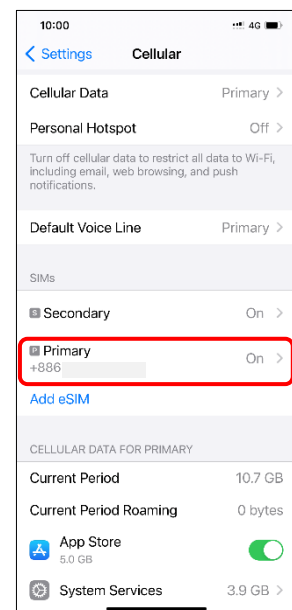 10:00 4G
Settings Cellular
Cellular Data Primary
Personal Hotspot Off
Turn off cellular data to restrict all data to Wi-Fi,
including email, web browsing, and push
notifications.
Default Voice Line Primary
SIMs
S Secondary On
P Primary On
+886
Add eSIM
CELLULAR DATA FOR PRIMARY
Current Period 10.7 GB
Current Period Roaming 0 bytes
App Store
5.0 GB
System Services 3.9 GB